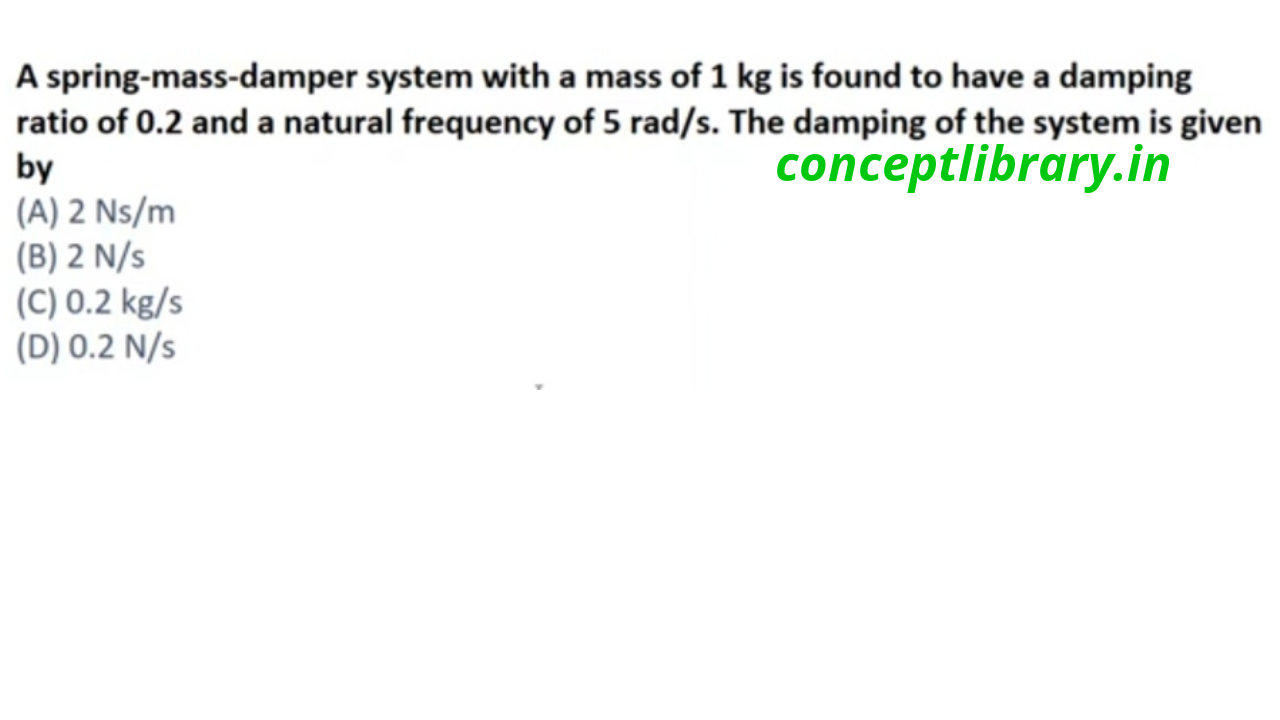 A spring-mass-damper system with a mass of 1 kg is found to have a damping
ratio of 0.2 and a natural frequency of 5 rad/s. The damping of the system is given
by
conceptlibrary.in
(A) 2 Ns/m
(B) 2 N/s
(C) 0.2 kg/s
(D) 0.2 N/s